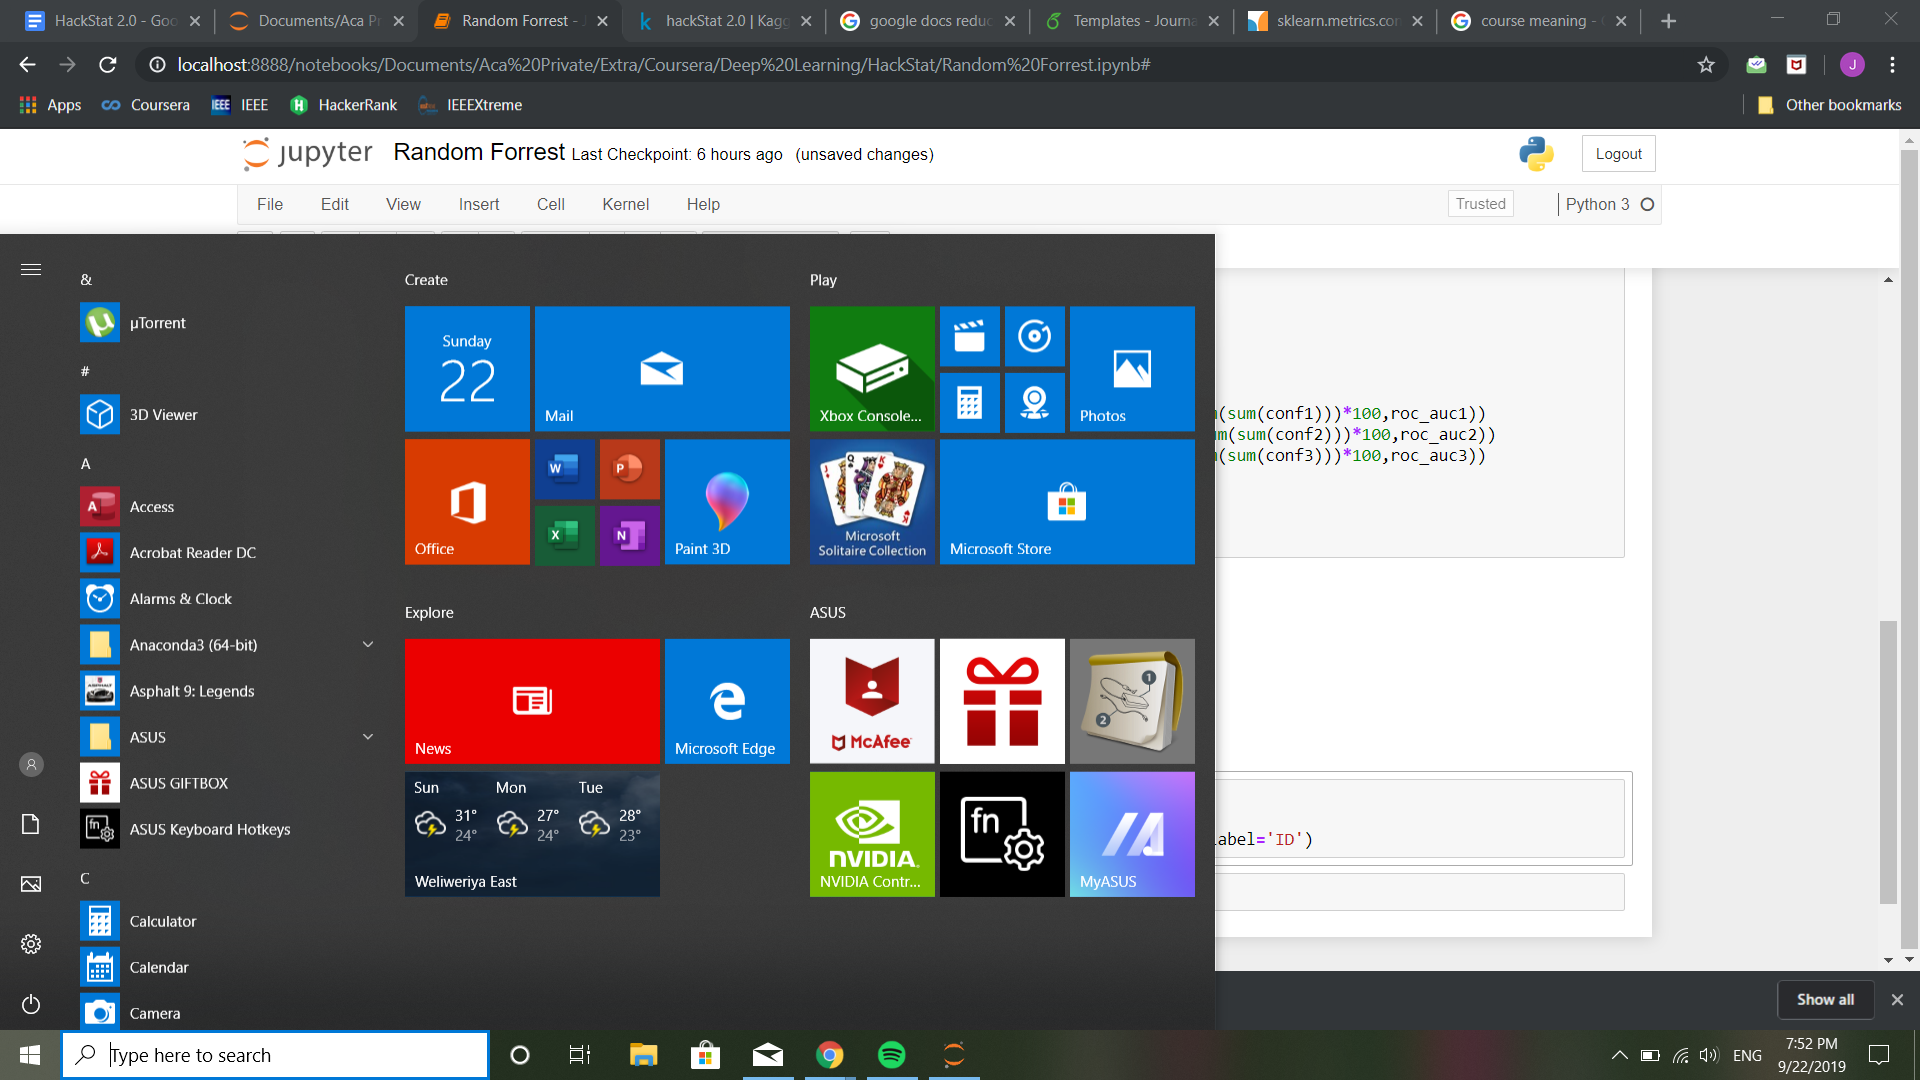 HackStat 2.0 - Goo
Documents/Aca Pr
Random Forrest - J
hackStat 2.0 | Kagg
google docs reduc
Templates - Journa
sklearn.metrics.con
course meaning - G
localhost:8888/notebooks/Documents/Aca%20Private/Extra/Coursera/Deep%20Learning/HackStat/Random%20Forrest.ipynb#
J
Apps
Coursera
IEEE
IEEE
HackerRank
IEEEXtreme
Other bookmarks
jupyter
Random Forrest Last Checkpoint: 6 hours ago (unsaved changes)
Logout
File Edit View Insert Cell Kernel Help
Trusted
Python 3
(sum(conf1)))*100,roc_auc1))
m(sum(conf2)))*100,roc_auc2))
(sum(conf3)))*100,roc_auc3))
abel='ID')
&
µTorrent
#
3D Viewer
A
Access
Acrobat Reader DC
Alarms & Clock
Anaconda3 (64-bit)
Asphalt 9: Legends
ASUS
ASUS GIFTBOX
ASUS Keyboard Hotkeys
C
Calculator
Calendar
Camera
Create
Sunday
22
Mail
Office
Paint 3D
Play
Xbox Console...
Photos
Microsoft
Solitaire Collection
Microsoft Store
Explore
News
Microsoft Edge
Sun Mon Tue
31° 27° 28°
24° 24° 23°
Weliweriya East
ASUS
McAfee
1
2
NVIDIA
NVIDIA Contr...
fn
MyASUS
Show all
Type here to search
ENG
7:52 PM
9/22/2019